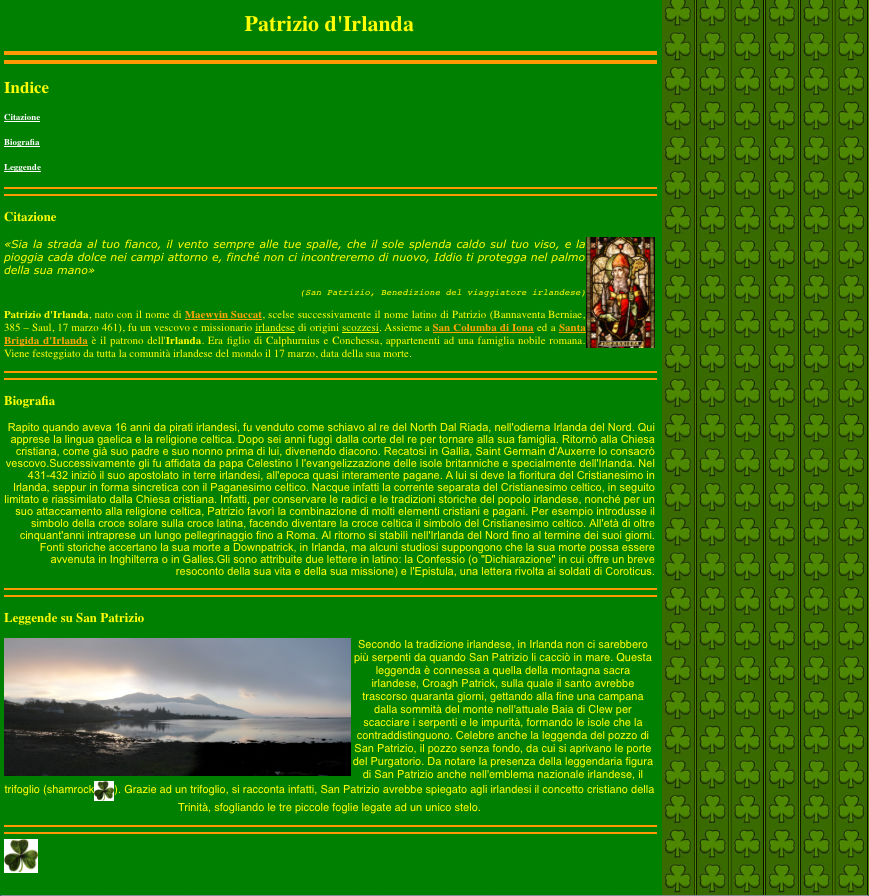 Patrizio d'Irlanda
Indice
Citazione
Biografia
Leggende
Citazione
«Sia la strada al tuo fianco, il vento sempre alle tue spalle, che il sole splenda caldo sul tuo viso, e la
pioggia cada dolce nei campi attorno e, finché non ci incontreremo di nuovo, Iddio ti protegga nel palmo
della sua mano»
(San Patrizio, Benedizione del viaggiatore irlandese)
Patrizio d'Irlanda, nato con il nome di Maewyin Succat, scelse successivamente il nome latino di Patrizio (Bannaventa Berniae,
385 – Saul, 17 marzo 461), fu un vescovo e missionario irlandese di origini scozzesi. Assieme a San Columba di Iona ed a Santa
Brigida d'Irlanda è il patrono dell'Irlanda. Era figlio di Calphurnius e Conchessa, appartenenti ad una famiglia nobile romana.
Viene festeggiato da tutta la comunità irlandese del mondo il 17 marzo, data della sua morte.
Biografia
Rapito quando aveva 16 anni da pirati irlandesi, fu venduto come schiavo al re del North Dal Riada, nell'odierna Irlanda del Nord. Qui
apprese la lingua gaelica e la religione celtica. Dopo sei anni fuggì dalla corte del re per tornare alla sua famiglia. Ritornò alla Chiesa
cristiana, come già suo padre e suo nonno prima di lui, divenendo diacono. Recatosi in Gallia, Saint Germain d'Auxerre lo consacrò
vescovo.Successivamente gli fu affidata da papa Celestino I l'evangelizzazione delle isole britanniche e specialmente dell'Irlanda. Nel
431-432 iniziò il suo apostolato in terre irlandesi, all'epoca quasi interamente pagane. A lui si deve la fioritura del Cristianesimo in
Irlanda, seppur in forma sincretica con il Paganesimo celtico. Nacque infatti la corrente separata del Cristianesimo celtico, in seguito
limitato e riassimilato dalla Chiesa cristiana. Infatti, per conservare le radici e le tradizioni storiche del popolo irlandese, nonché per un
suo attaccamento alla religione celtica, Patrizio favorì la combinazione di molti elementi cristiani e pagani. Per esempio introdusse il
simbolo della croce solare sulla croce latina, facendo diventare la croce celtica il simbolo del Cristianesimo celtico. All'età di oltre
cinquant'anni intraprese un lungo pellegrinaggio fino a Roma. Al ritorno si stabilì nell'Irlanda del Nord fino al termine dei suoi giorni.
Fonti storiche accertano la sua morte a Downpatrick, in Irlanda, ma alcuni studiosi suppongono che la sua morte possa essere
avvenuta in Inghilterra o in Galles.Gli sono attribuite due lettere in latino: la Confessio (o "Dichiarazione" in cui offre un breve
resoconto della sua vita e della sua missione) e l'Epistula, una lettera rivolta ai soldati di Coroticus.
Leggende su San Patrizio
Secondo la tradizione irlandese, in Irlanda non ci sarebbero
più serpenti da quando San Patrizio li cacciò in mare. Questa
leggenda è connessa a quella della montagna sacra
irlandese, Croagh Patrick, sulla quale il santo avrebbe
trascorso quaranta giorni, gettando alla fine una campana
dalla sommità del monte nell'attuale Baia di Clew per
scacciare i serpenti e le impurità, formando le isole che la
contraddistinguono. Celebre anche la leggenda del pozzo di
San Patrizio, il pozzo senza fondo, da cui si aprivano le porte
del Purgatorio. Da notare la presenza della leggendaria figura
di San Patrizio anche nell'emblema nazionale irlandese, il
trifoglio (shamrock). Grazie ad un trifoglio, si racconta infatti, San Patrizio avrebbe spiegato agli irlandesi il concetto cristiano della
Trinità, sfogliando le tre piccole foglie legate ad un unico stelo.